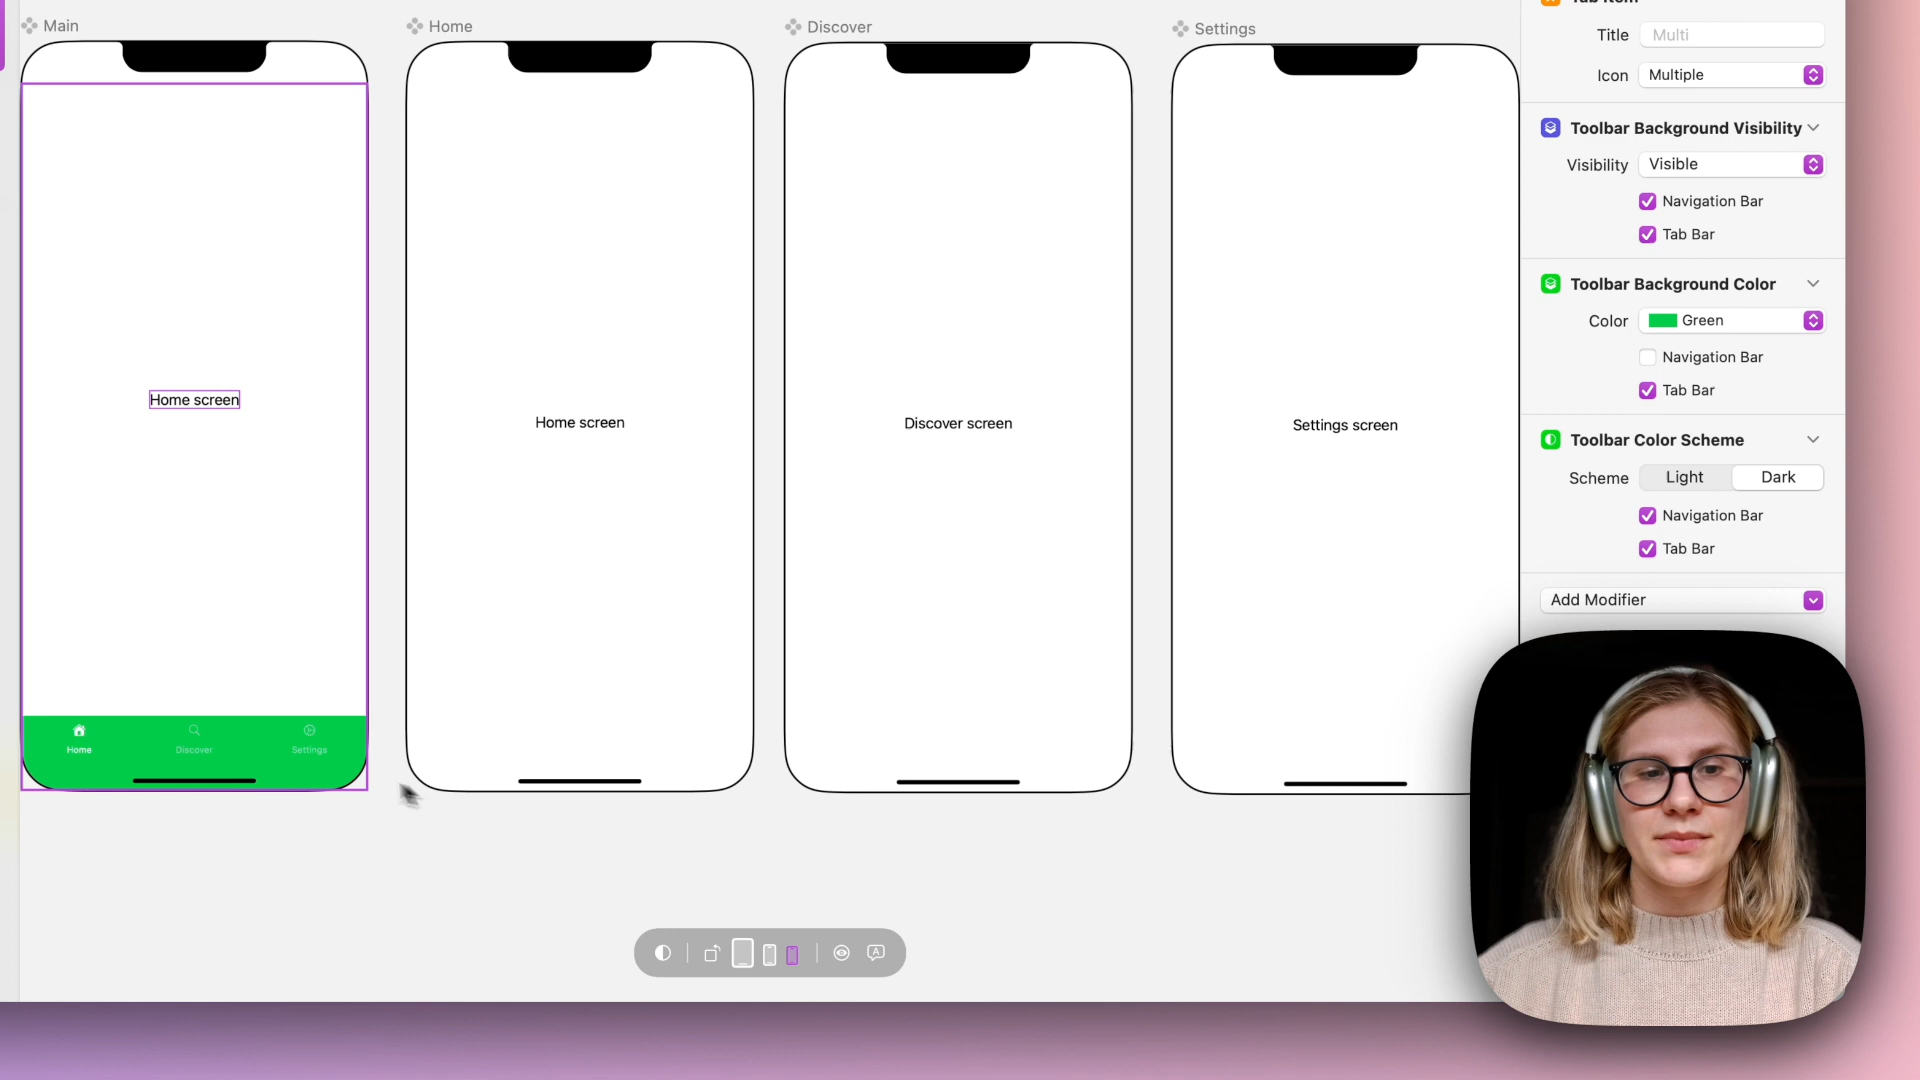 Main
Home
Discover
Settings
Tab Item
Title
Multi
Icon
Multiple
Toolbar Background Visibility
Visibility
Visible
Navigation Bar
Tab Bar
Toolbar Background Color
Color
Green
Navigation Bar
Tab Bar
Toolbar Color Scheme
Scheme
Light
Dark
Navigation Bar
Tab Bar
Add Modifier
Home screen
Home screen
Discover screen
Settings screen
Home
Discover
Settings
A